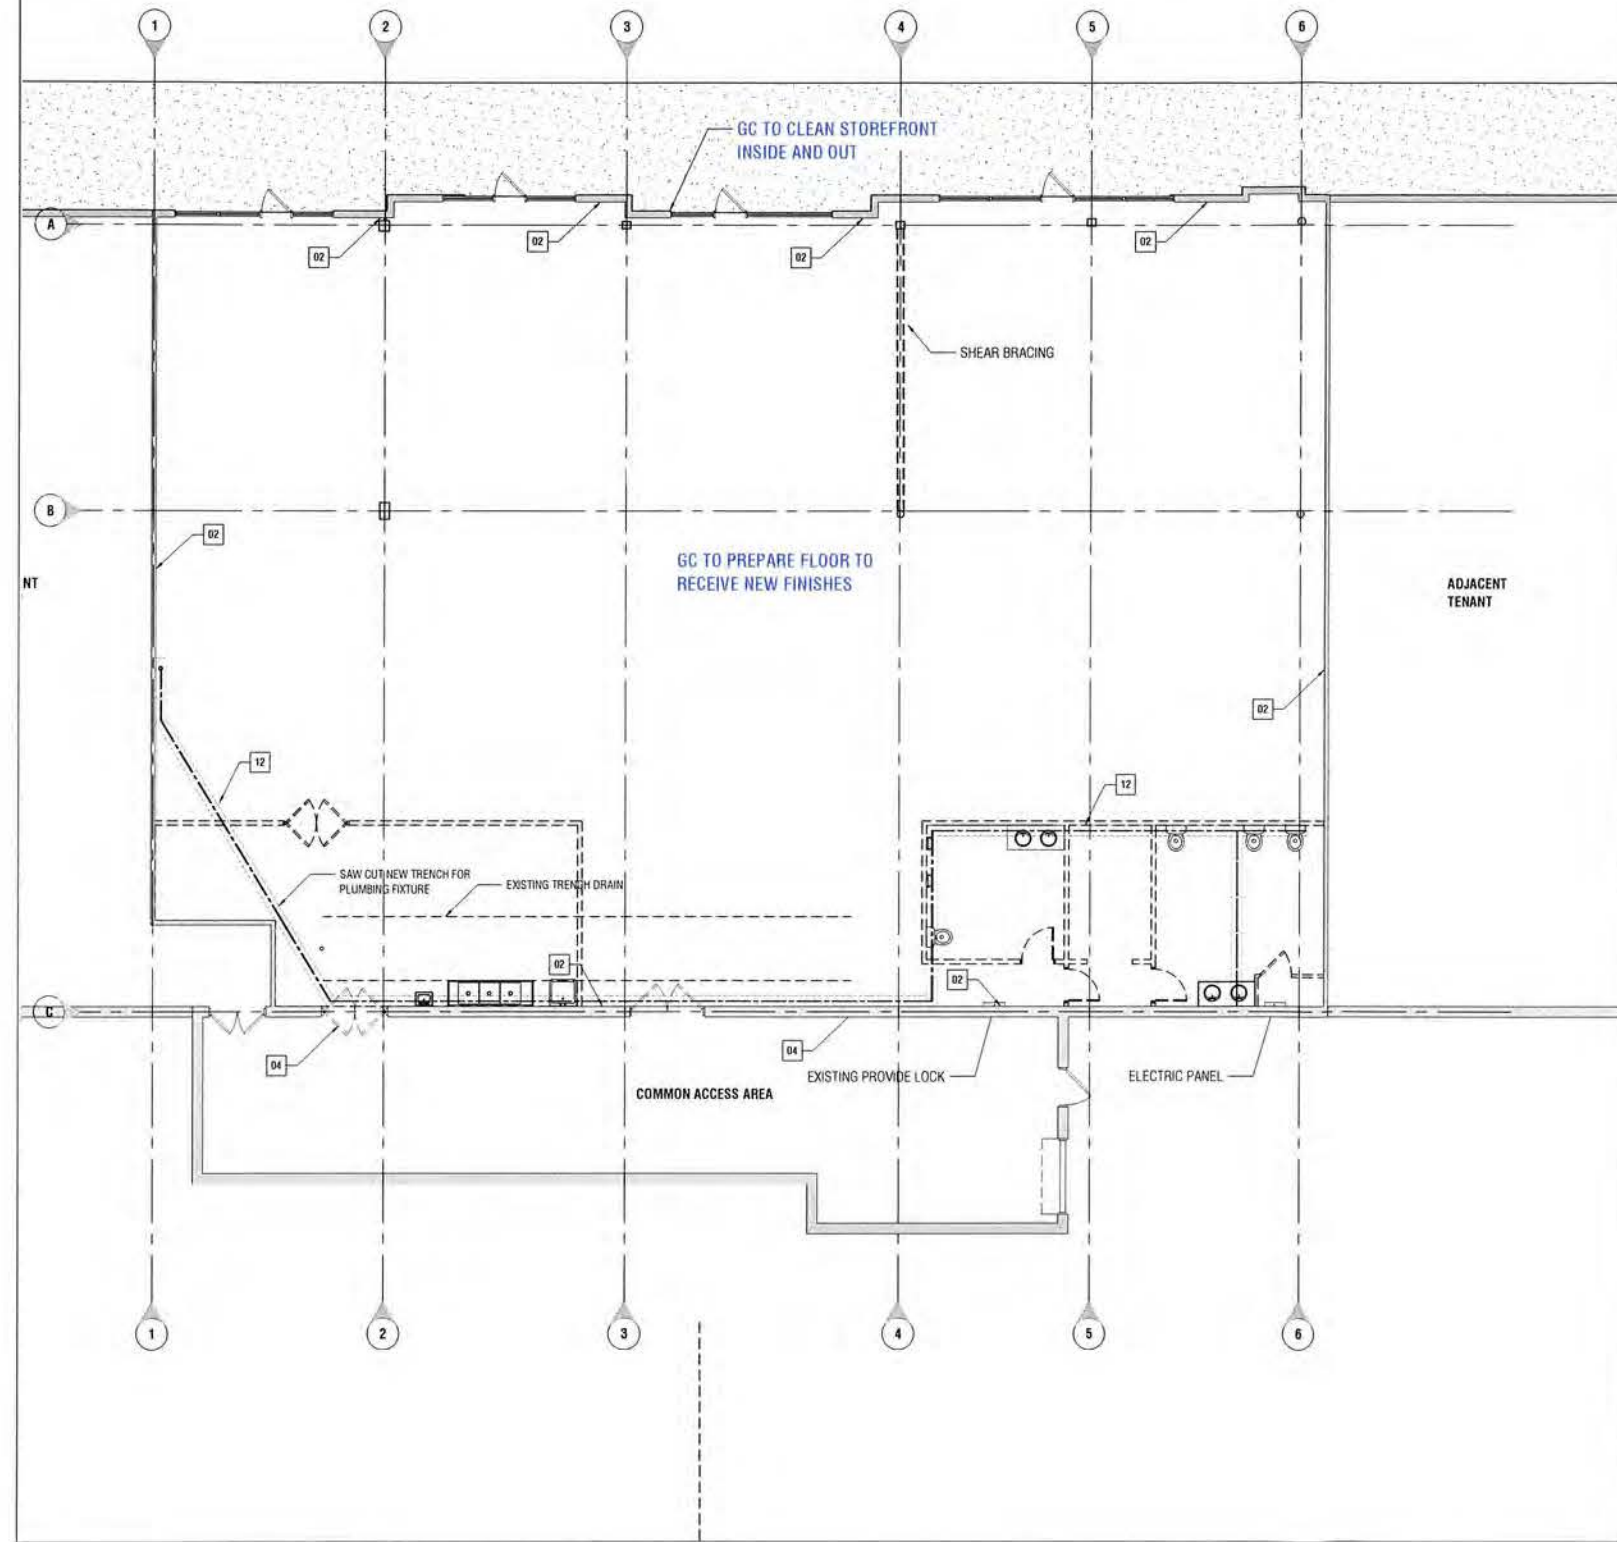 1
2
3
4
5
6
GC TO CLEAN STOREFRONT
INSIDE AND OUT
A
02
02
02
02
SHEAR BRACING
B
02
GC TO PREPARE FLOOR TO
RECEIVE NEW FINISHES
NT
ADJACENT
TENANT
02
12
12
SAW CUT NEW TRENCH FOR
PLUMBING FIXTURE
EXISTING TRENCH DRAIN
02
02
C
04
04
EXISTING PROVIDE LOCK
ELECTRIC PANEL
COMMON ACCESS AREA
1
2
3
4
5
6